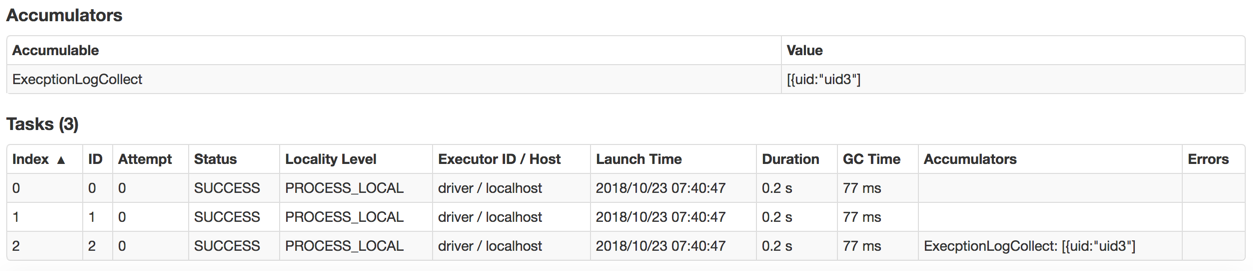 Accumulators
Accumulable Value
ExecptionLogCollect [{uid:"uid3"]
Tasks (3)
Index ▲ ID Attempt Status Locality Level Executor ID / Host Launch Time Duration GC Time Accumulators Errors
0 0 0 SUCCESS PROCESS_LOCAL driver / localhost 2018/10/23 07:40:47 0.2 s 77 ms
1 1 0 SUCCESS PROCESS_LOCAL driver / localhost 2018/10/23 07:40:47 0.2 s 77 ms
2 2 0 SUCCESS PROCESS_LOCAL driver / localhost 2018/10/23 07:40:47 0.2 s 77 ms ExecptionLogCollect: [{uid:"uid3"]